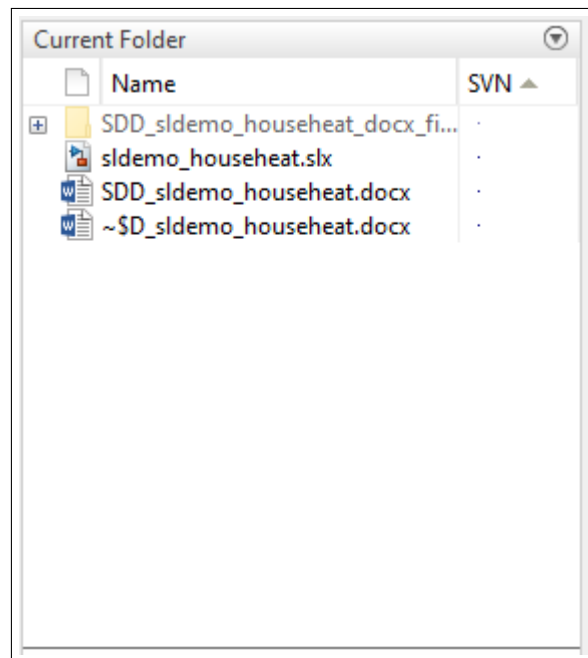 Current Folder
Name SVN
SDD_sldemo_househeat_docx_fi...
sldemo_househeat.slx
SDD_sldemo_househeat.docx
~$D_sldemo_househeat.docx